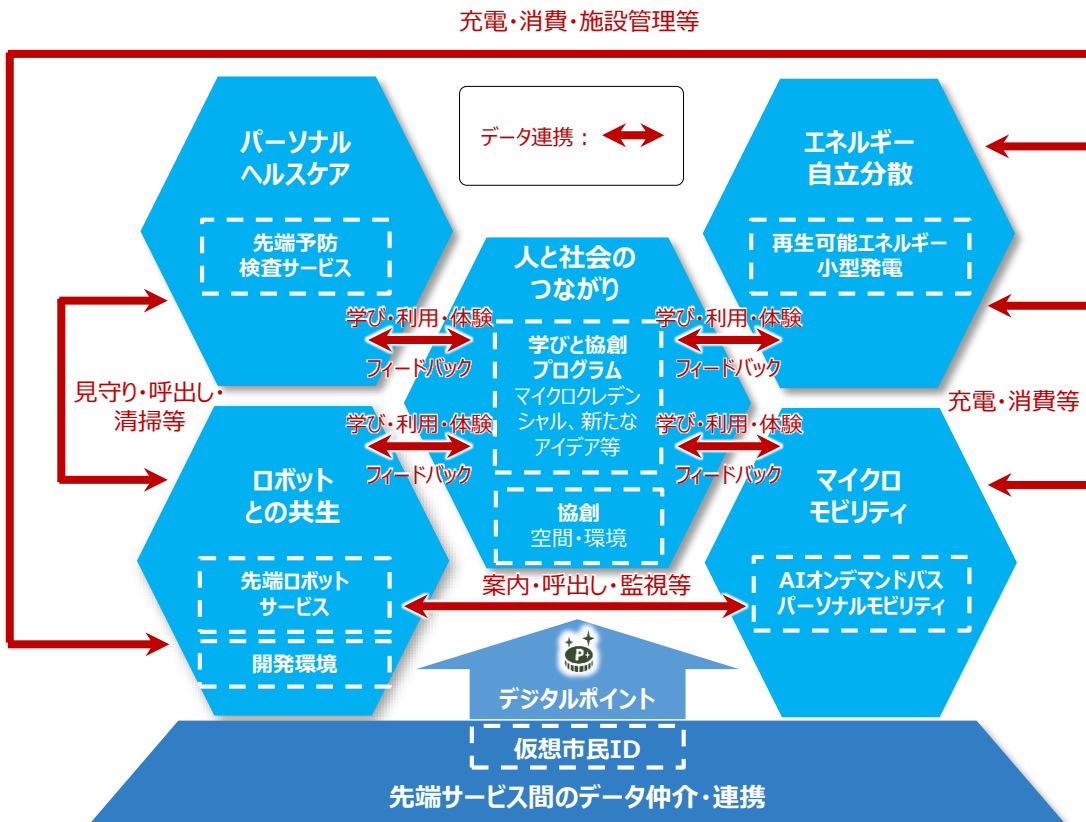 充電・消費・施設管理等
データ連携：
パーソナル
ヘルスケア
先端予防
検査サービス
エネルギー
自立分散
再生可能エネルギー
小型発電
人と社会の
つながり
学びと協創
プログラム
マイクロクレデン
シャル、新たな
アイデア等
協創
空間・環境
学び・利用・体験
フィードバック
学び・利用・体験
フィードバック
学び・利用・体験
フィードバック
学び・利用・体験
フィードバック
見守り・呼出し・
清掃等
充電・消費等
ロボット
との共生
先端ロボット
サービス
開発環境
マイクロ
モビリティ
AIオンデマンドバス
パーソナルモビリティ
案内・呼出し・監視等
P+
デジタルポイント
仮想市民ID
先端サービス間のデータ仲介・連携